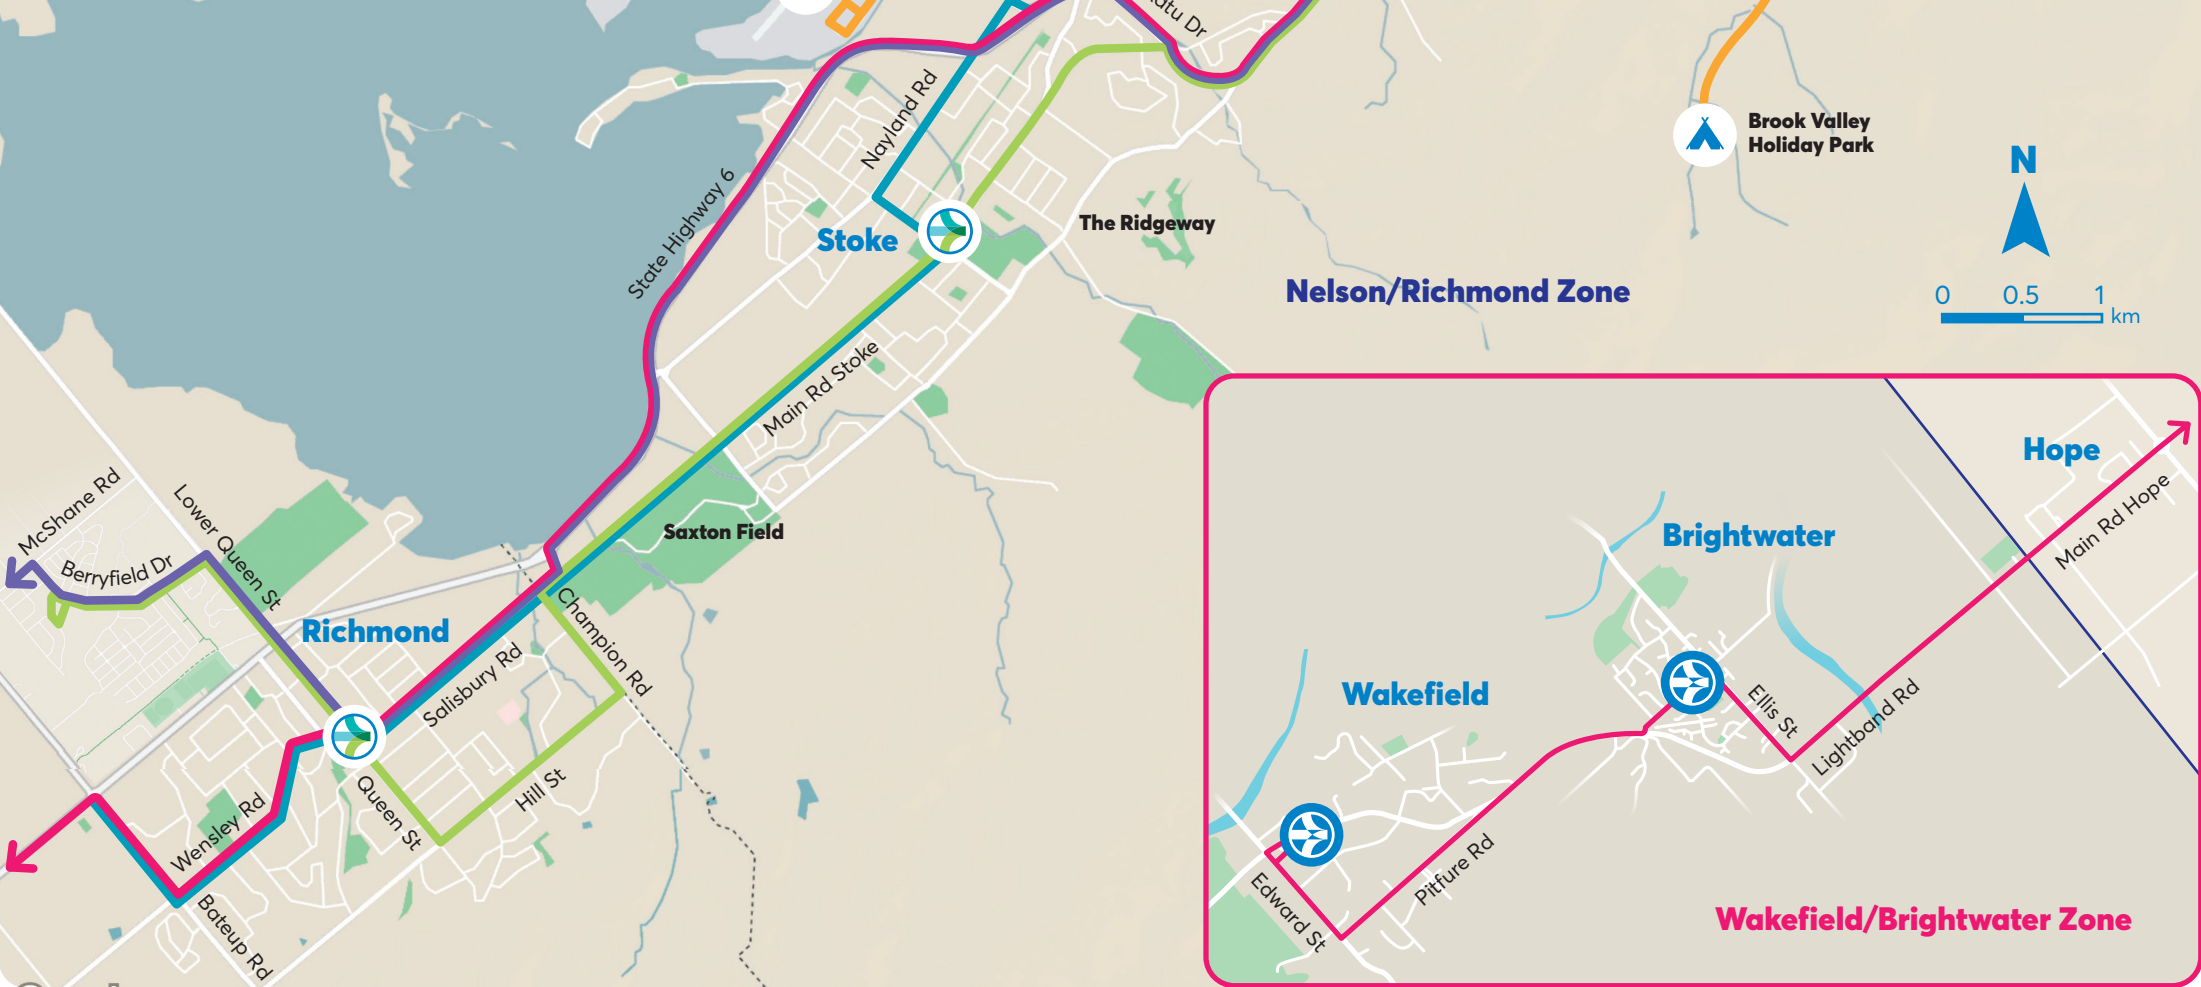 atu Dr
Nayland Rd
Brook Valley
Holiday Park
N
State Highway 6
Stoke
The Ridgeway
Nelson/Richmond Zone
0 0.5 1
km
Main Rd Stoke
McShane Rd
Lower Queen St
Berryfield Dr
Saxton Field
Richmond
Champion Rd
Salisbury Rd
Hill St
Queen St
Wensley Rd
Bateup Rd
Hope
Main Rd Hope
Brightwater
Wakefield
Ellis St
Lightband Rd
Pitfure Rd
Edward St
Wakefield/Brightwater Zone